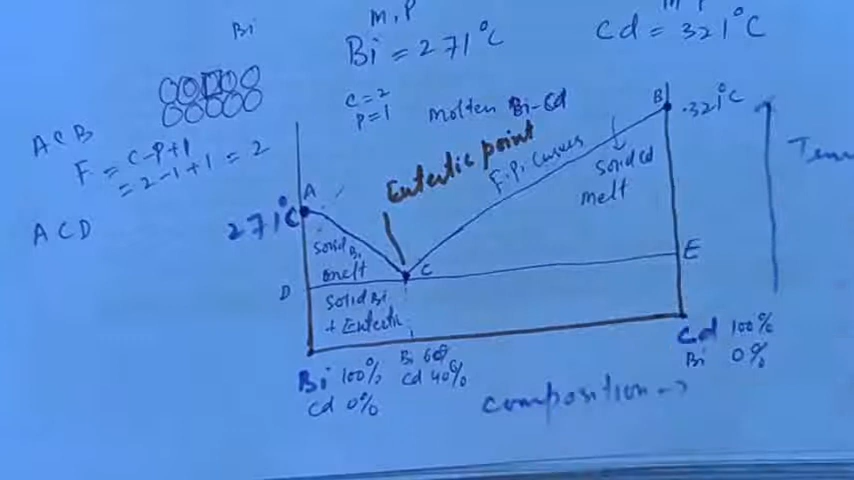 Bi
M.P
Bi = 271°C
M.P
Cd = 321°C
C=2
P=1
Molten Bi-Cd
ACB
F = C-P+1
= 2-1+1 = 2
ACD
B
321°C
Eutectic point
F.P. Curves
Solid Cd
melt
A
271°C
Solid Bi
melt
C
D
E
Solid Bi
+ Eutectic
Bi 100%
Cd 0%
Bi 60%
Cd 40%
Cd 100%
Bi 0%
composition →